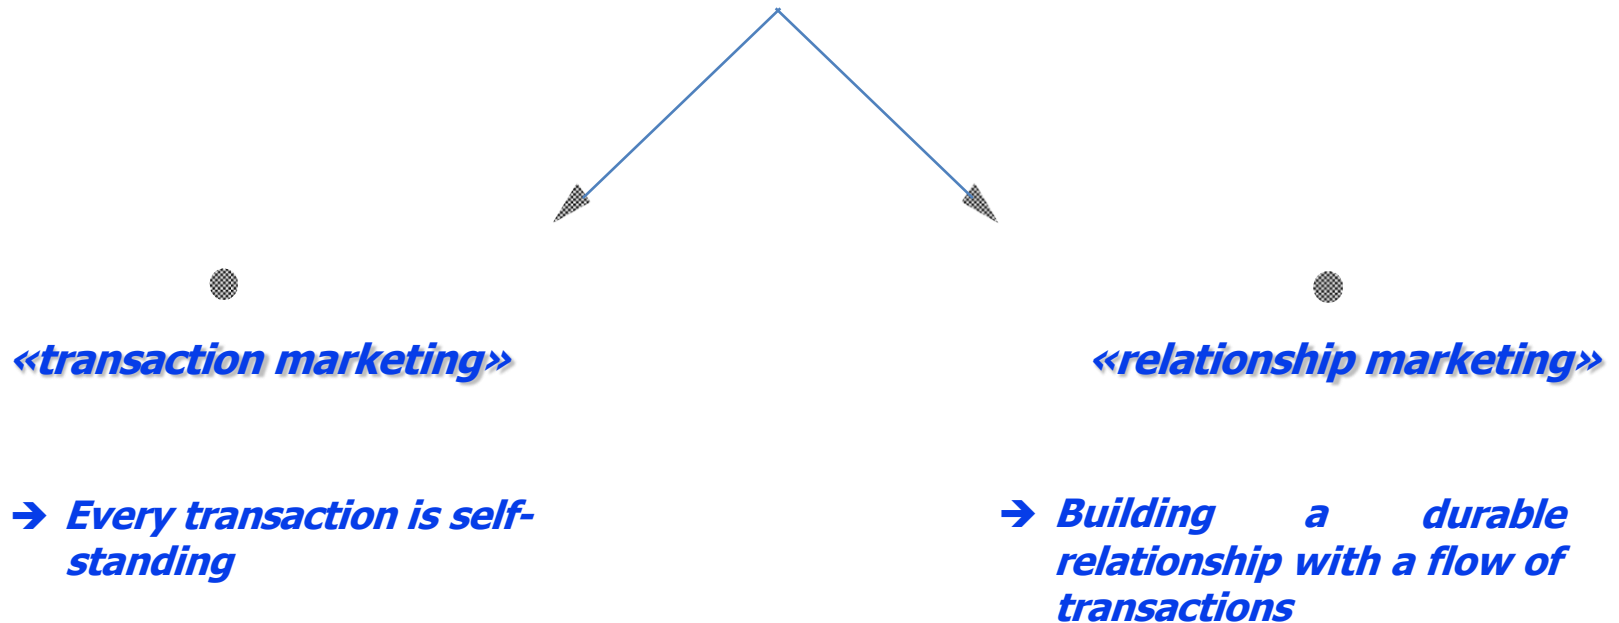 «transaction marketing»
«relationship marketing»
➔ Every transaction is self-
standing
➔ Building a durable
relationship with a flow of
transactions